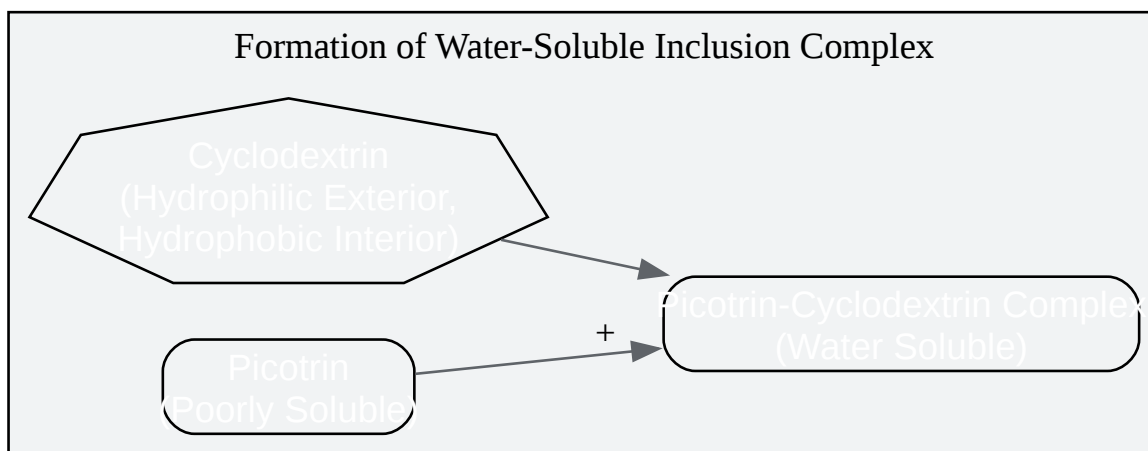 Formation of Water-Soluble Inclusion Complex
Cyclodextrin
(Hydrophilic Exterior,
Hydrophobic Interior)
Picotrin-Cyclodextrin Complex
(Water Soluble)
+
Picotrin
(Poorly Soluble)